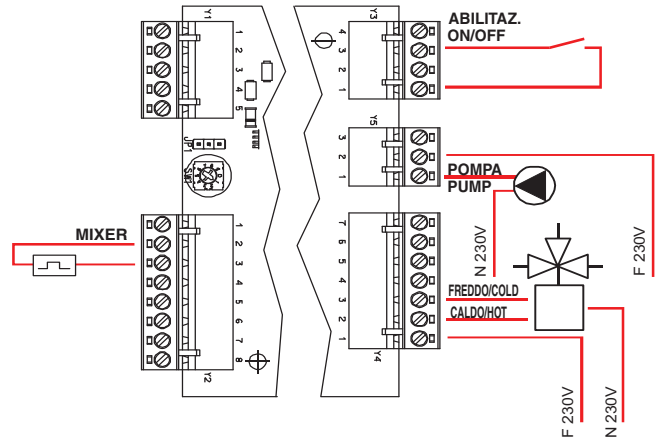 Y1
1
2
3
4
5
JP1
SW1
MIXER
1
2
3
4
5
6
7
8
Y2
Y3
4
3
2
1
ABILITAZ.
ON/OFF
Y5
3
2
1
POMPA
PUMP
N 230V
F 230V
7
6
5
4
3
2
1
Y4
FREDDO/COLD
CALDO/HOT
F 230V
N 230V